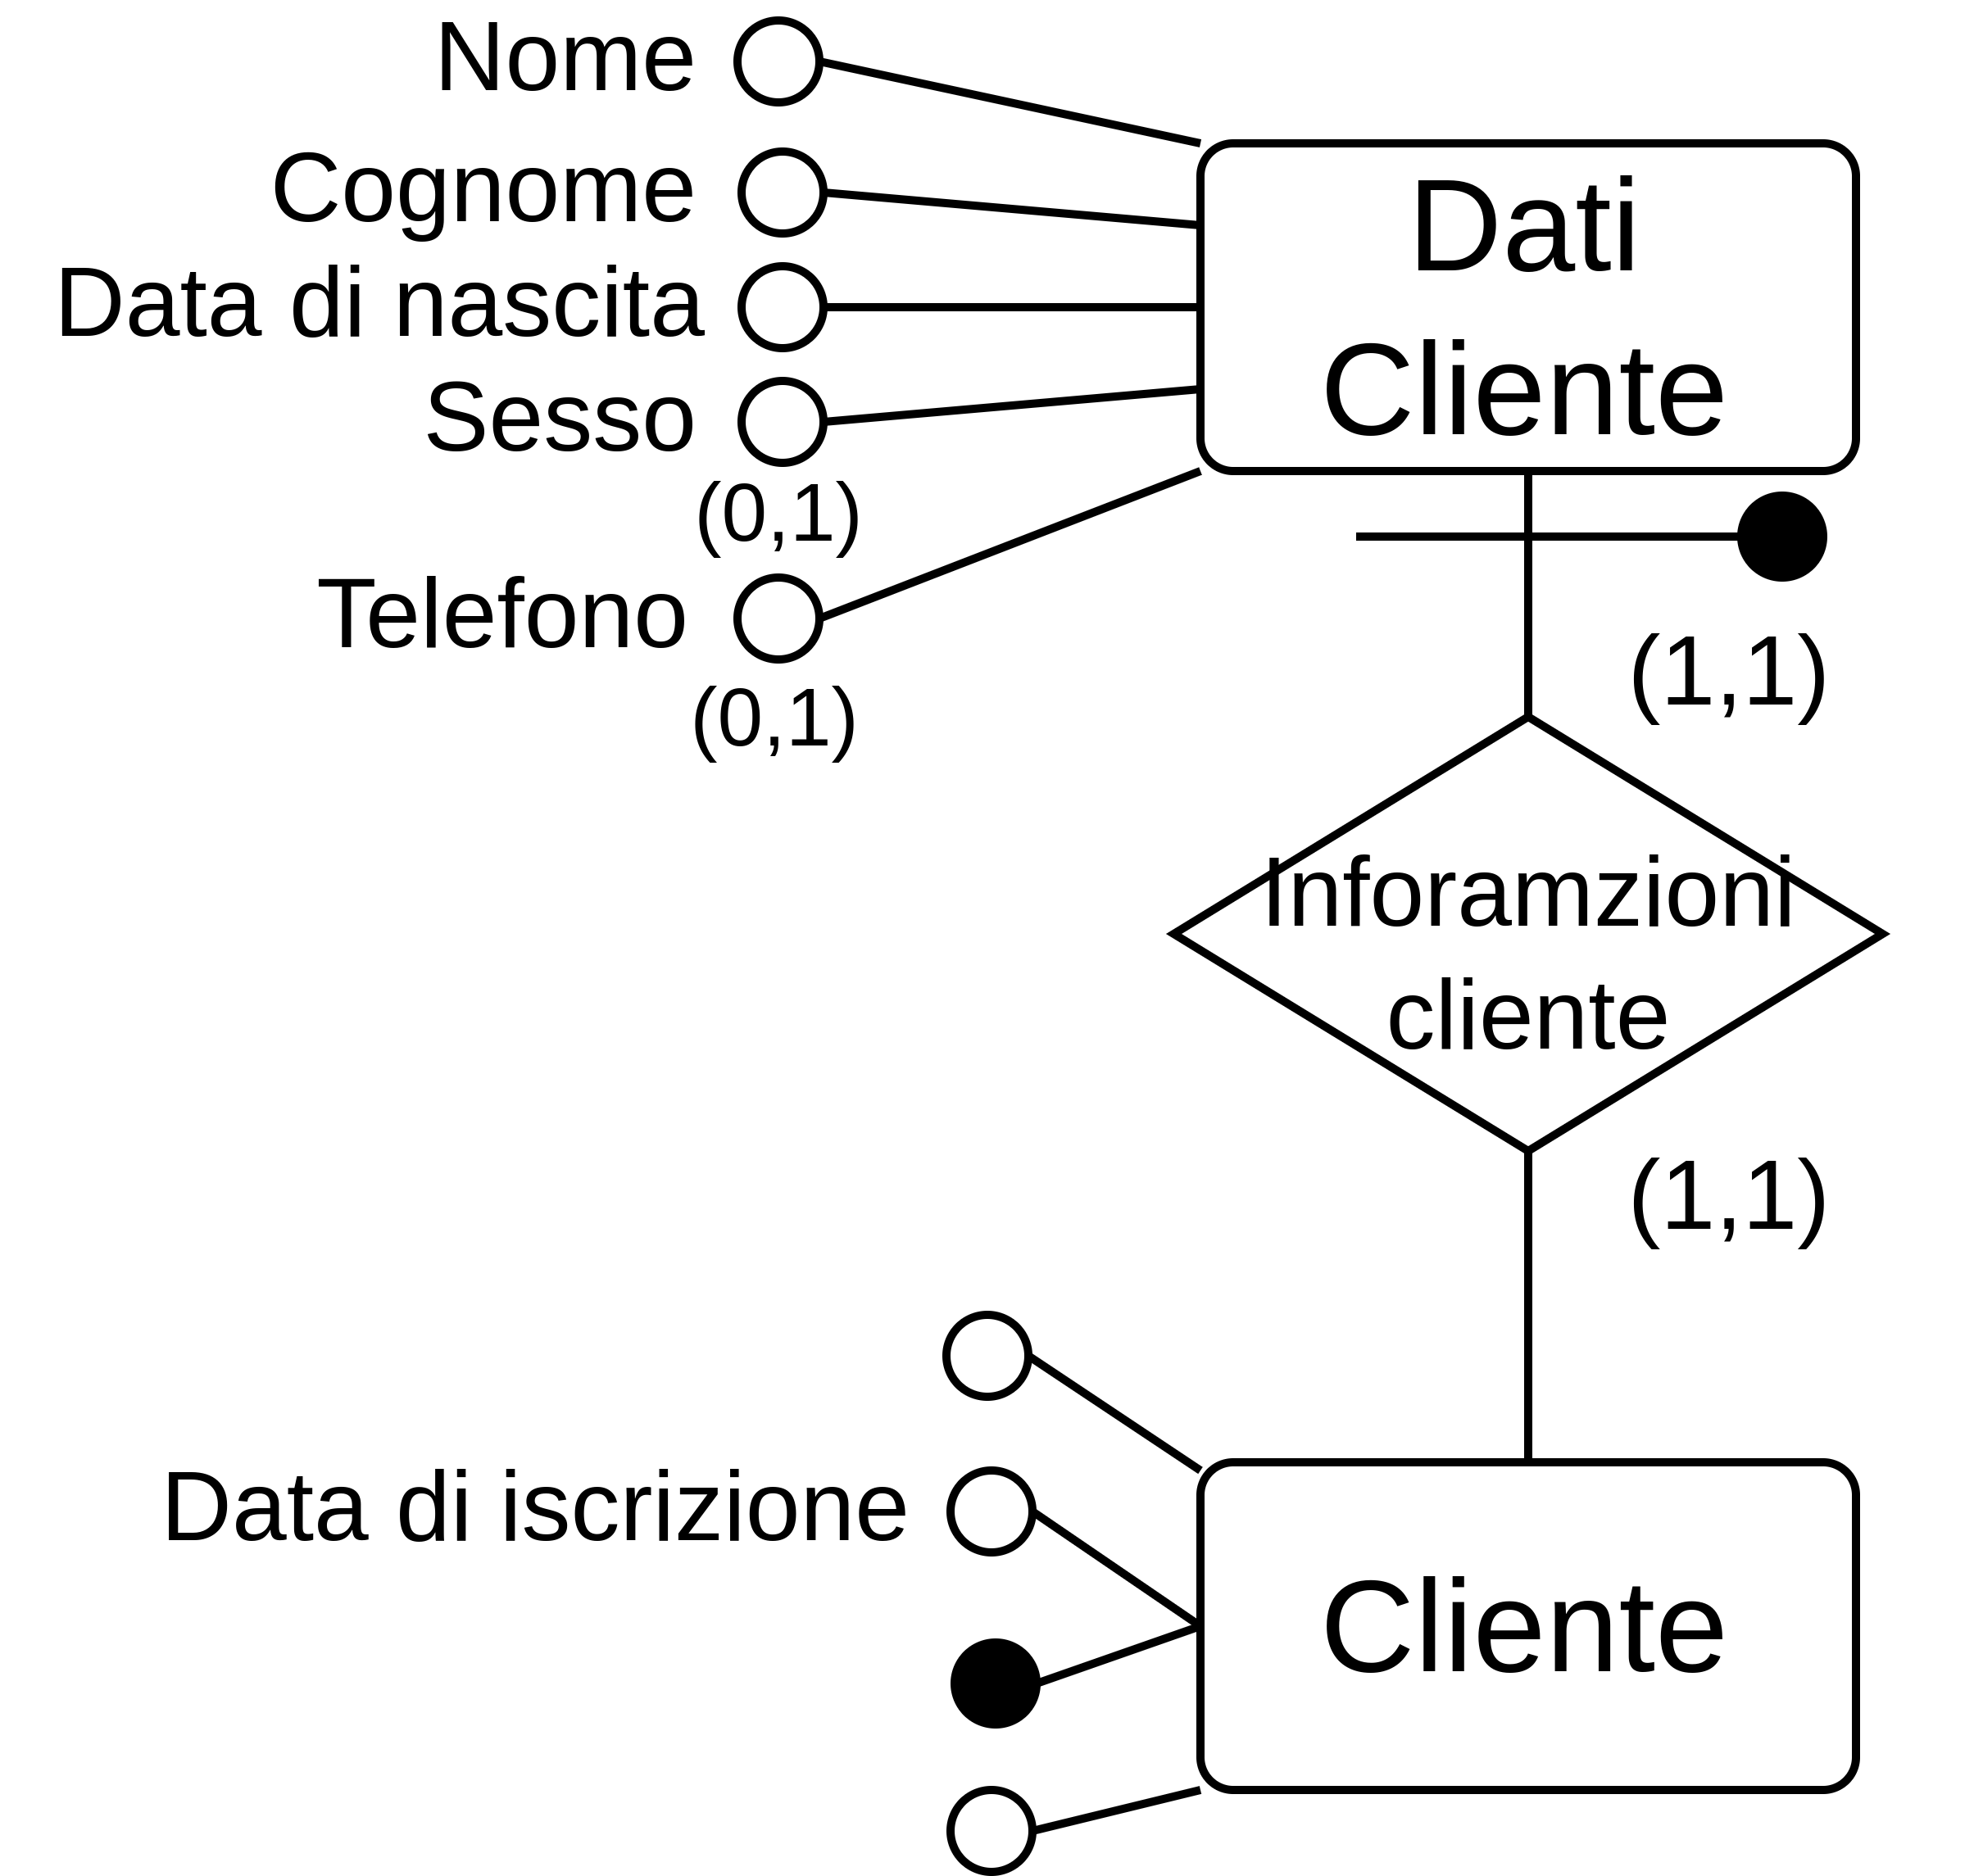 Nome
Cognome
Data di nascita
Sesso
(0,1)
Telefono
(0,1)
Dati
Cliente
(1,1)
Inforamzioni
cliente
(1,1)
Data di iscrizione
Cliente